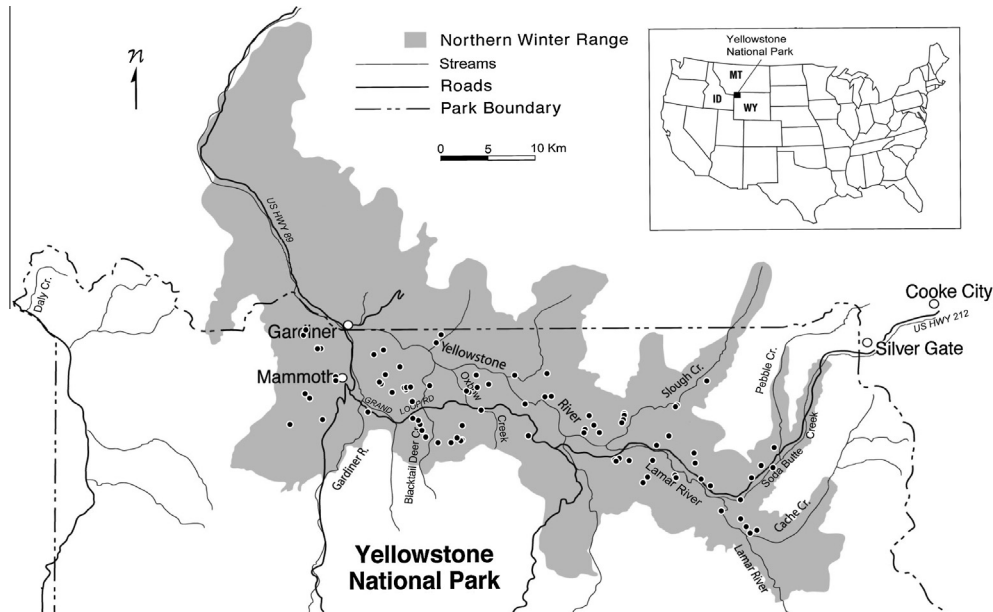 n
Northern Winter Range
Streams
Roads
Park Boundary
0 5 10 Km
Yellowstone
National Park
MT
ID
WY
US HWY 89
Daly Cr.
Gardiner
Mammoth
Yellowstone
River
Oxbow
Creek
GRAND LOOP RD
Gardiner R.
Blacktail Deer Cr.
Slough Cr.
Pebble Cr.
Cooke City
US HWY 212
Silver Gate
Soda Butte
Creek
Lamar River
Cache Cr.
Lamar River
Yellowstone
National Park